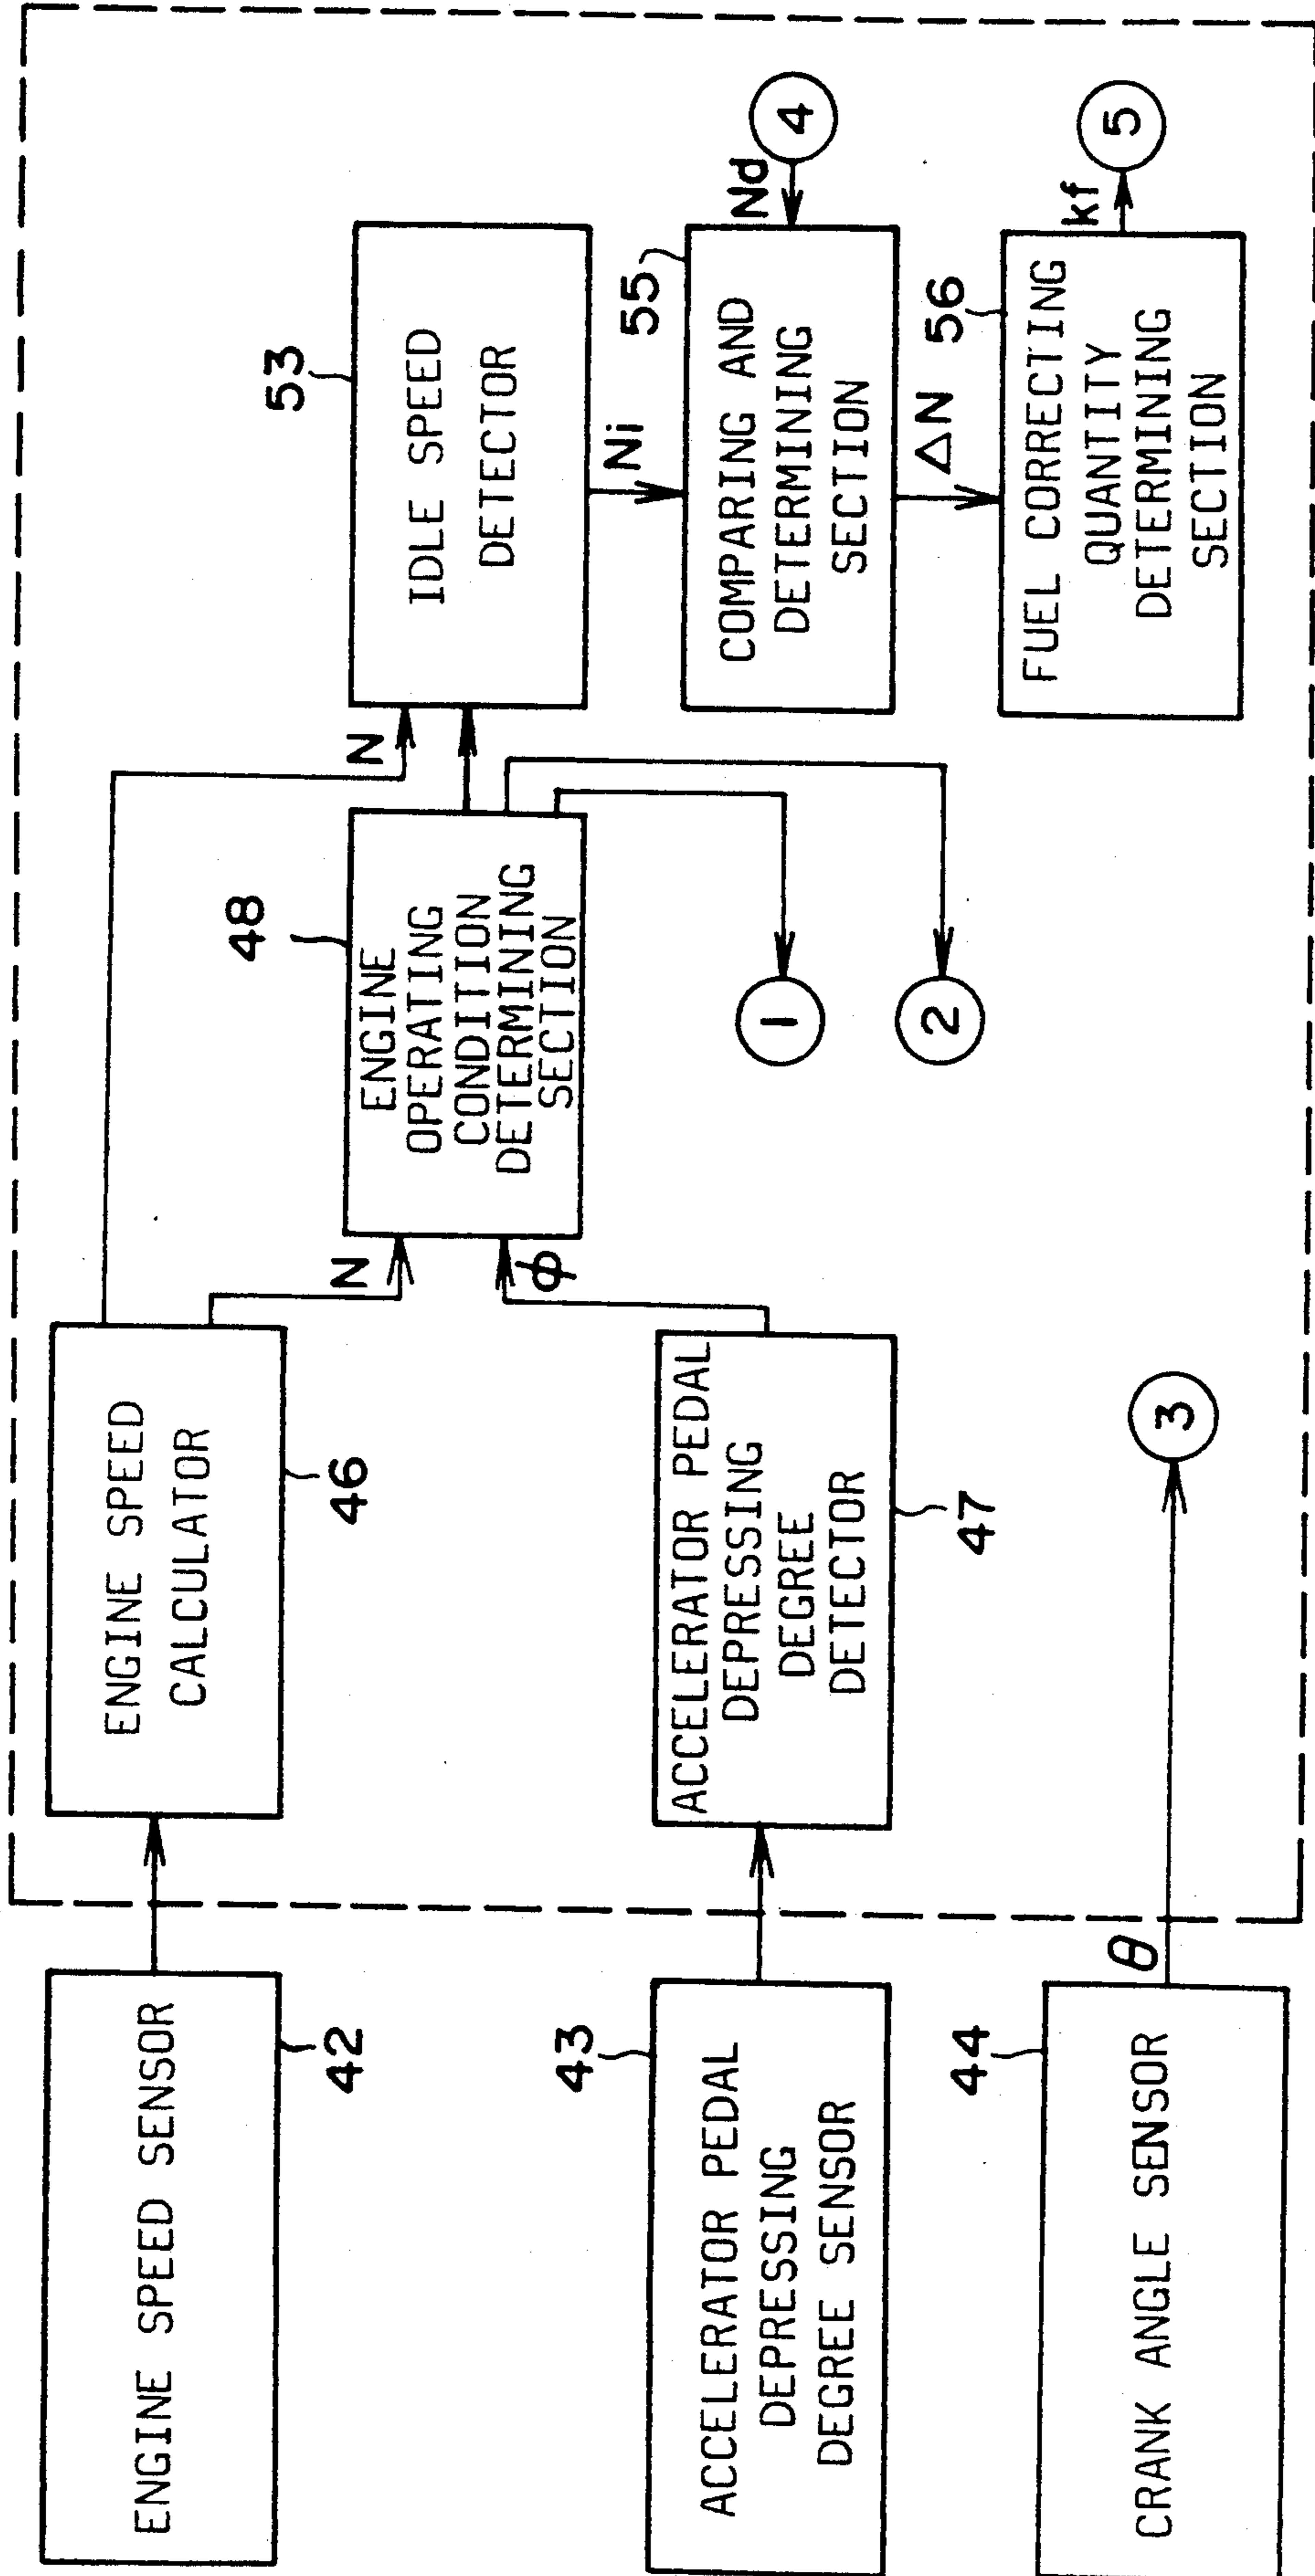 ENGINE SPEED SENSOR
42
ENGINE SPEED
CALCULATOR
46
N
N
ACCELERATOR PEDAL
DEPRESSING
DEGREE SENSOR
43
ACCELERATOR PEDAL
DEPRESSING
DEGREE
DETECTOR
47
ϕ
CRANK ANGLE SENSOR
44
θ
3
48
ENGINE
OPERATING
CONDITION
DETERMINING
SECTION
1
2
53
IDLE SPEED
DETECTOR
Ni
55
COMPARING AND
DETERMINING
SECTION
Nd
4
ΔN
56
FUEL CORRECTING
QUANTITY
DETERMINING
SECTION
kf
5